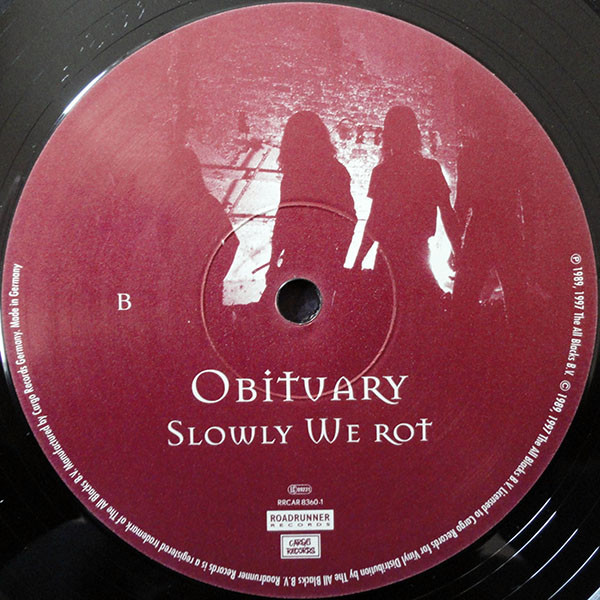 B
OBITUARY
SLOWLY WE ROT
RRCAR 8360-1
ROADRUNNER
RECORDS
CARGO
RECORDS
℗ 1989, 1997 The All Blacks B.V. © 1989, 1997 The All Blacks B.V. Licensed to Cargo Records for Vinyl Distribution by The All Blacks B.V. Roadrunner Records is a registered trademark of The All Blacks B.V. Manufactured by Cargo Records Germany. Made in Germany